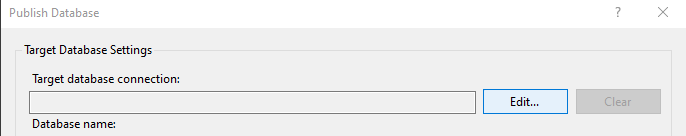 Publish Database ?
Target Database Settings
Target database connection:
Edit... Clear
Database name: